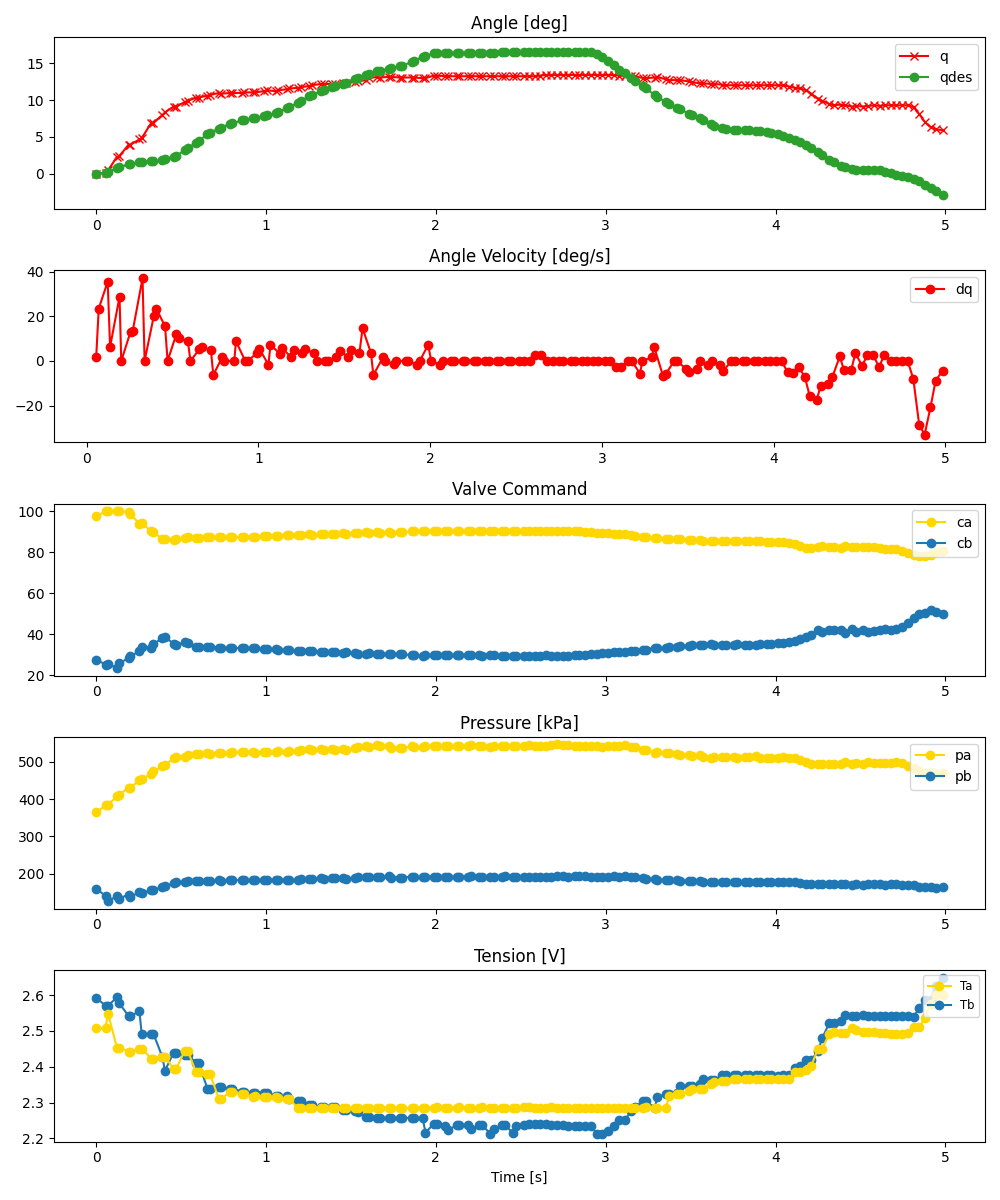 Angle [deg]
15
10
5
0
q
qdes
0 1 2 3 4 5
Angle Velocity [deg/s]
40
20
0
−20
dq
0 1 2 3 4 5
Valve Command
100
80
60
40
20
ca
cb
0 1 2 3 4 5
Pressure [kPa]
500
400
300
200
pa
pb
0 1 2 3 4 5
Tension [V]
2.6
2.5
2.4
2.3
2.2
Ta
Tb
0 1 2 3 4 5
Time [s]